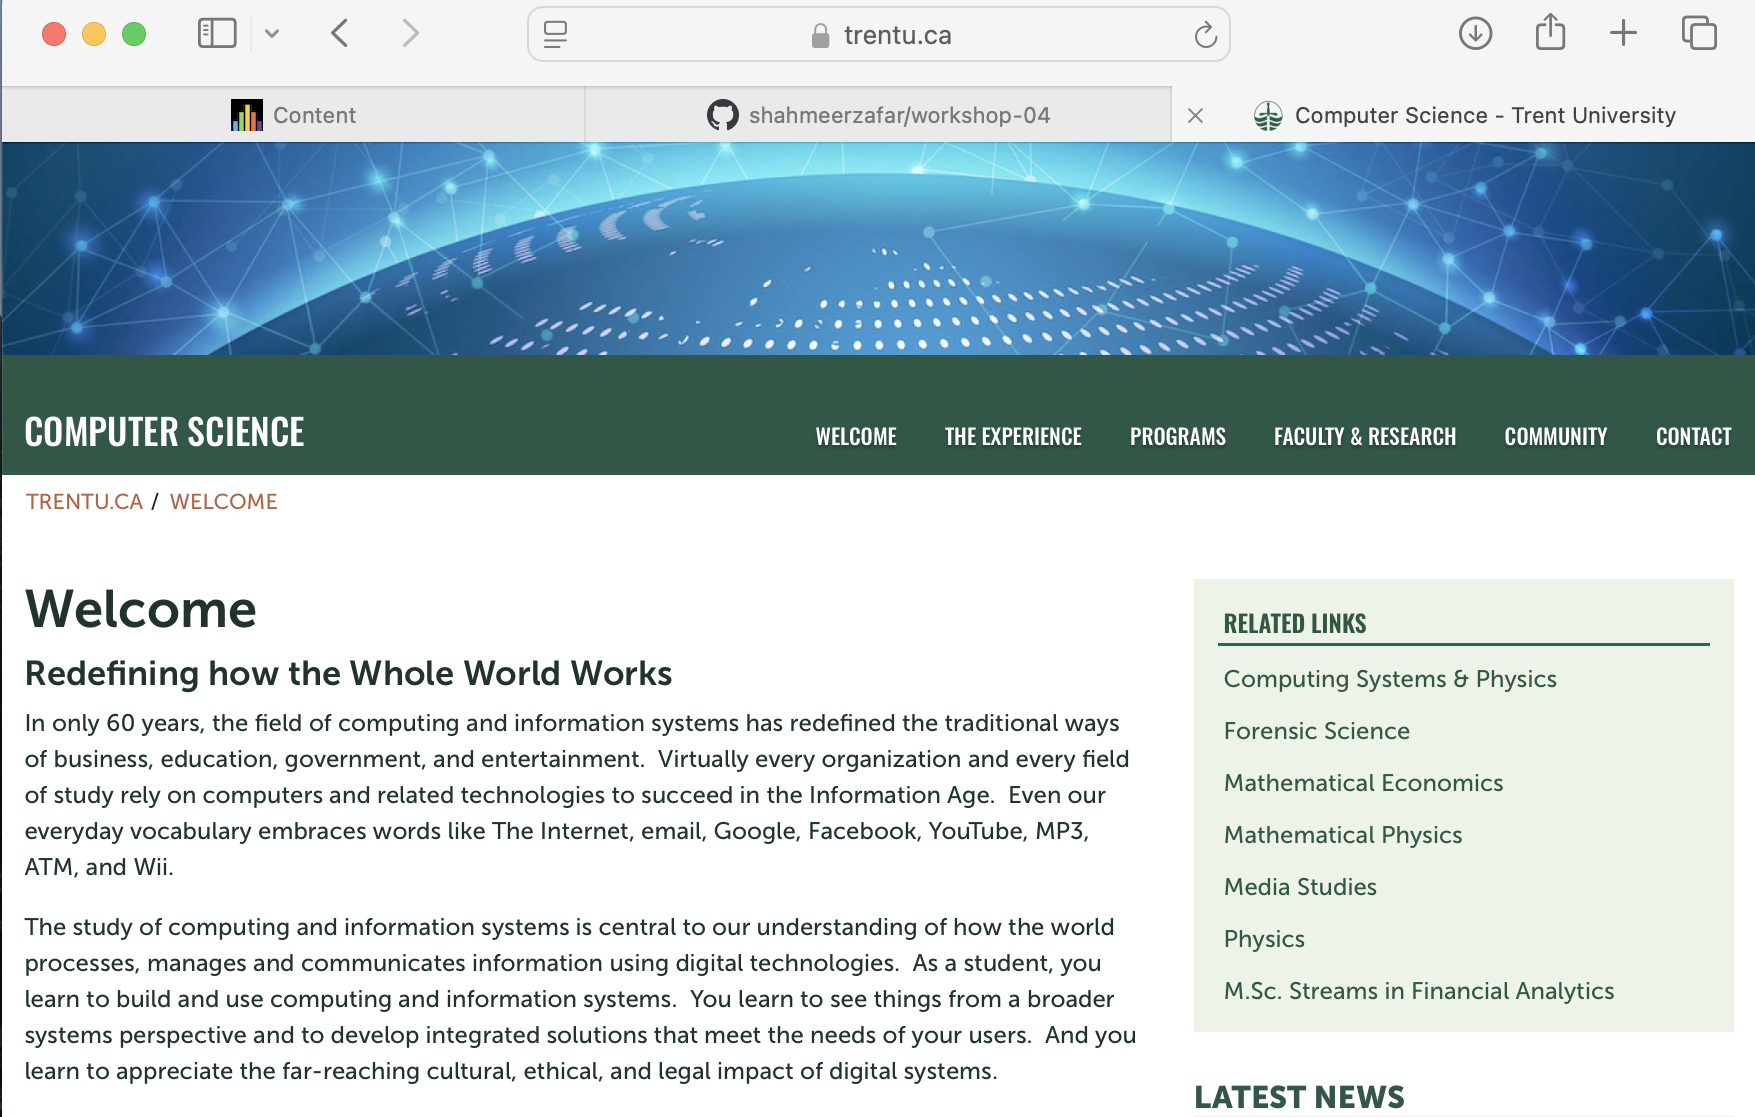 trentu.ca
Content
shahmeerzafar/workshop-04
Computer Science - Trent University
COMPUTER SCIENCE
WELCOME
THE EXPERIENCE
PROGRAMS
FACULTY & RESEARCH
COMMUNITY
CONTACT
TRENTU.CA / WELCOME
Welcome
Redefining how the Whole World Works
In only 60 years, the field of computing and information systems has redefined the traditional ways
of business, education, government, and entertainment.  Virtually every organization and every field
of study rely on computers and related technologies to succeed in the Information Age.  Even our
everyday vocabulary embraces words like The Internet, email, Google, Facebook, YouTube, MP3,
ATM, and Wii.
The study of computing and information systems is central to our understanding of how the world
processes, manages and communicates information using digital technologies.  As a student, you
learn to build and use computing and information systems.  You learn to see things from a broader
systems perspective and to develop integrated solutions that meet the needs of your users.  And you
learn to appreciate the far-reaching cultural, ethical, and legal impact of digital systems.
RELATED LINKS
Computing Systems & Physics
Forensic Science
Mathematical Economics
Mathematical Physics
Media Studies
Physics
M.Sc. Streams in Financial Analytics
LATEST NEWS